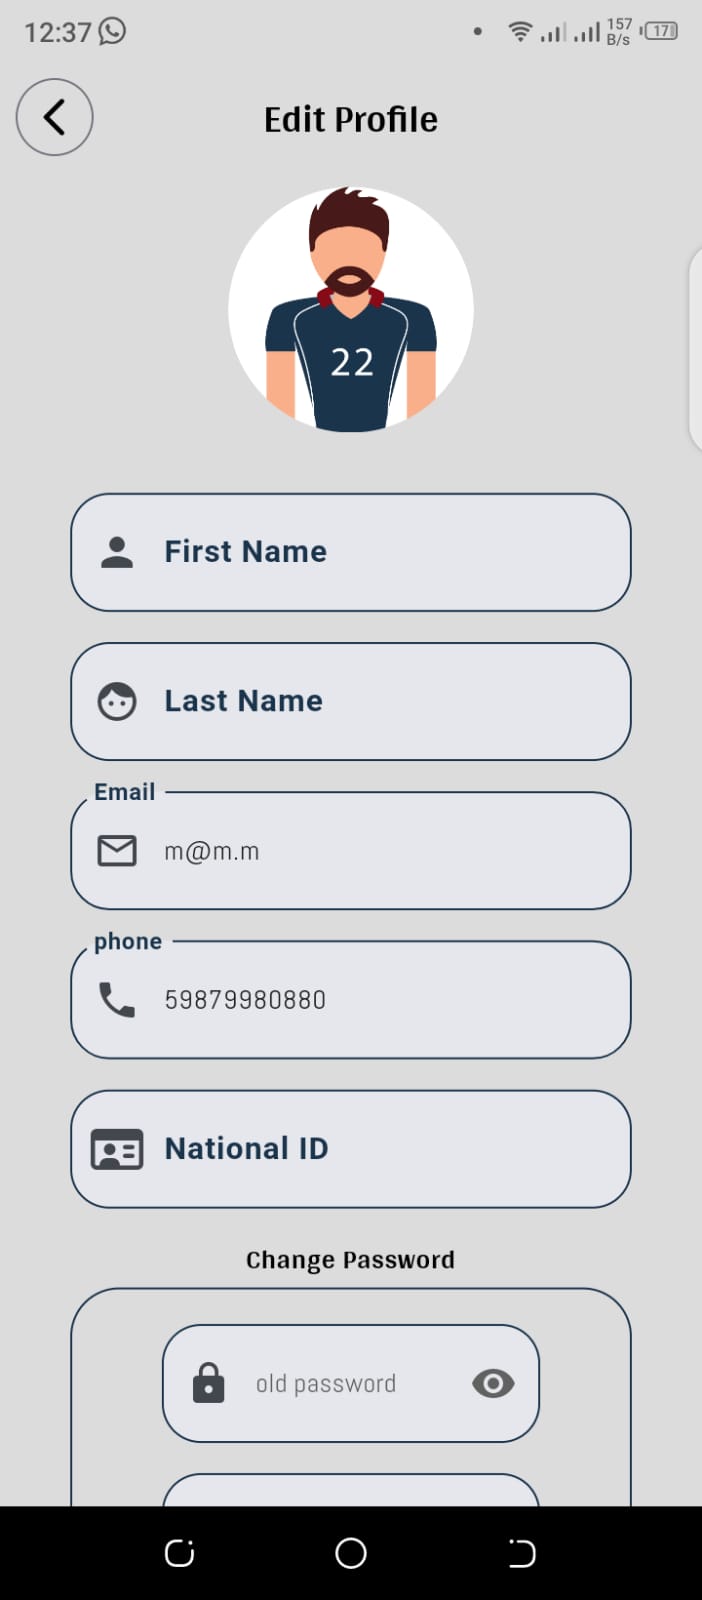 12:37
157
B/s
17
Edit Profile
22
First Name
Last Name
Email
m@m.m
phone
59879980880
National ID
Change Password
old password